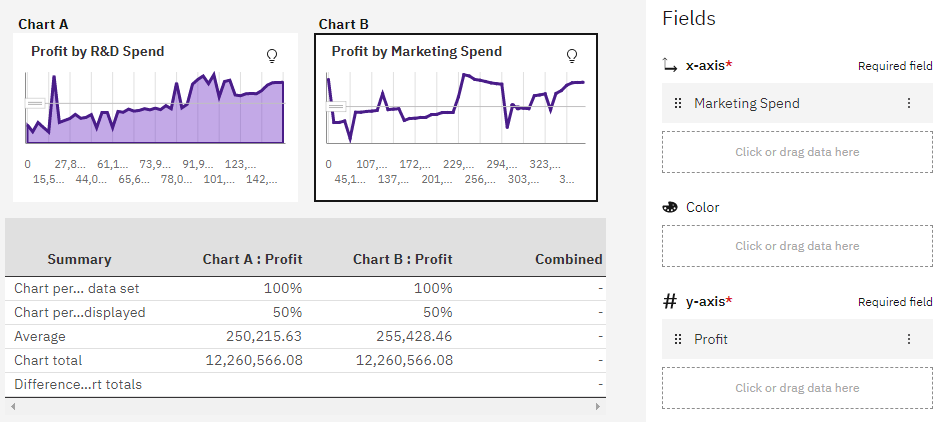 Chart A
Chart B
Profit by R&D Spend
0 27,8... 61,1... 73,9... 91,9... 123,...
15,5... 44,0... 65,6... 78,0... 101,... 142,...
Profit by Marketing Spend
0 107,... 172,... 229,... 294,... 323,...
45,1... 137,... 201,... 256,... 303,... 3...
Summary Chart A : Profit Chart B : Profit Combined
Chart per... data set 100% 100% -
Chart per...displayed 50% 50% -
Average 250,215.63 255,428.46 -
Chart total 12,260,566.08 12,260,566.08 -
Difference...rt totals -
Fields
x-axis* Required field
Marketing Spend
Click or drag data here
Color
Click or drag data here
y-axis* Required field
Profit
Click or drag data here